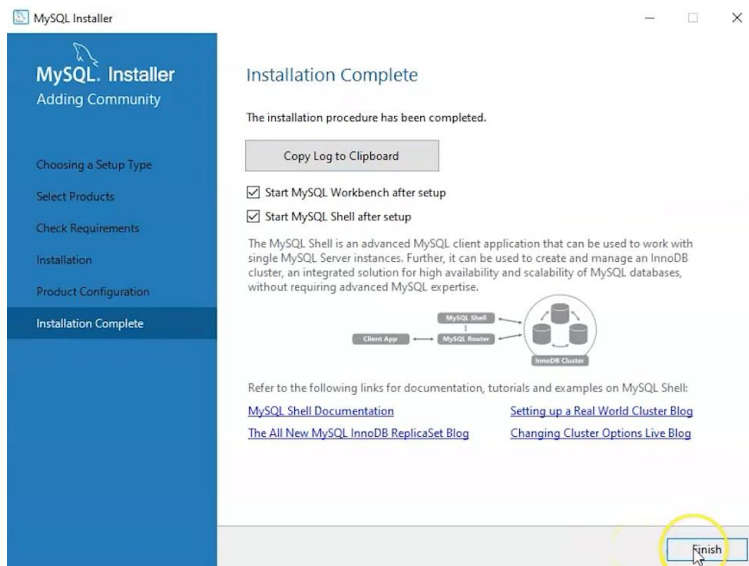 MySQL Installer
MySQL. Installer
Adding Community
Choosing a Setup Type
Select Products
Check Requirements
Installation
Product Configuration
Installation Complete
Installation Complete
The installation procedure has been completed.
Copy Log to Clipboard
Start MySQL Workbench after setup
Start MySQL Shell after setup
The MySQL Shell is an advanced MySQL client application that can be used to work with
single MySQL Server instances. Further, it can be used to create and manage an InnoDB
cluster, an integrated solution for high availability and scalability of MySQL databases,
without requiring advanced MySQL expertise.
MySQL Shell
Client App
MySQL Router
InnoDB Cluster
Refer to the following links for documentation, tutorials and examples on MySQL Shell:
MySQL Shell Documentation
Setting up a Real World Cluster Blog
The All New MySQL InnoDB ReplicaSet Blog
Changing Cluster Options Live Blog
Finish